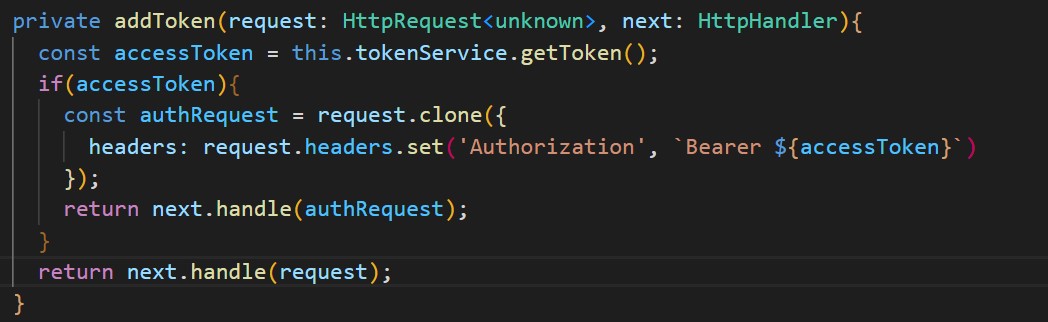 private addToken(request: HttpRequest<unknown>, next: HttpHandler){
const accessToken = this.tokenService.getToken();
if(accessToken){
const authRequest = request.clone({
headers: request.headers.set('Authorization', `Bearer ${accessToken}`)
});
return next.handle(authRequest);
}
return next.handle(request);
}